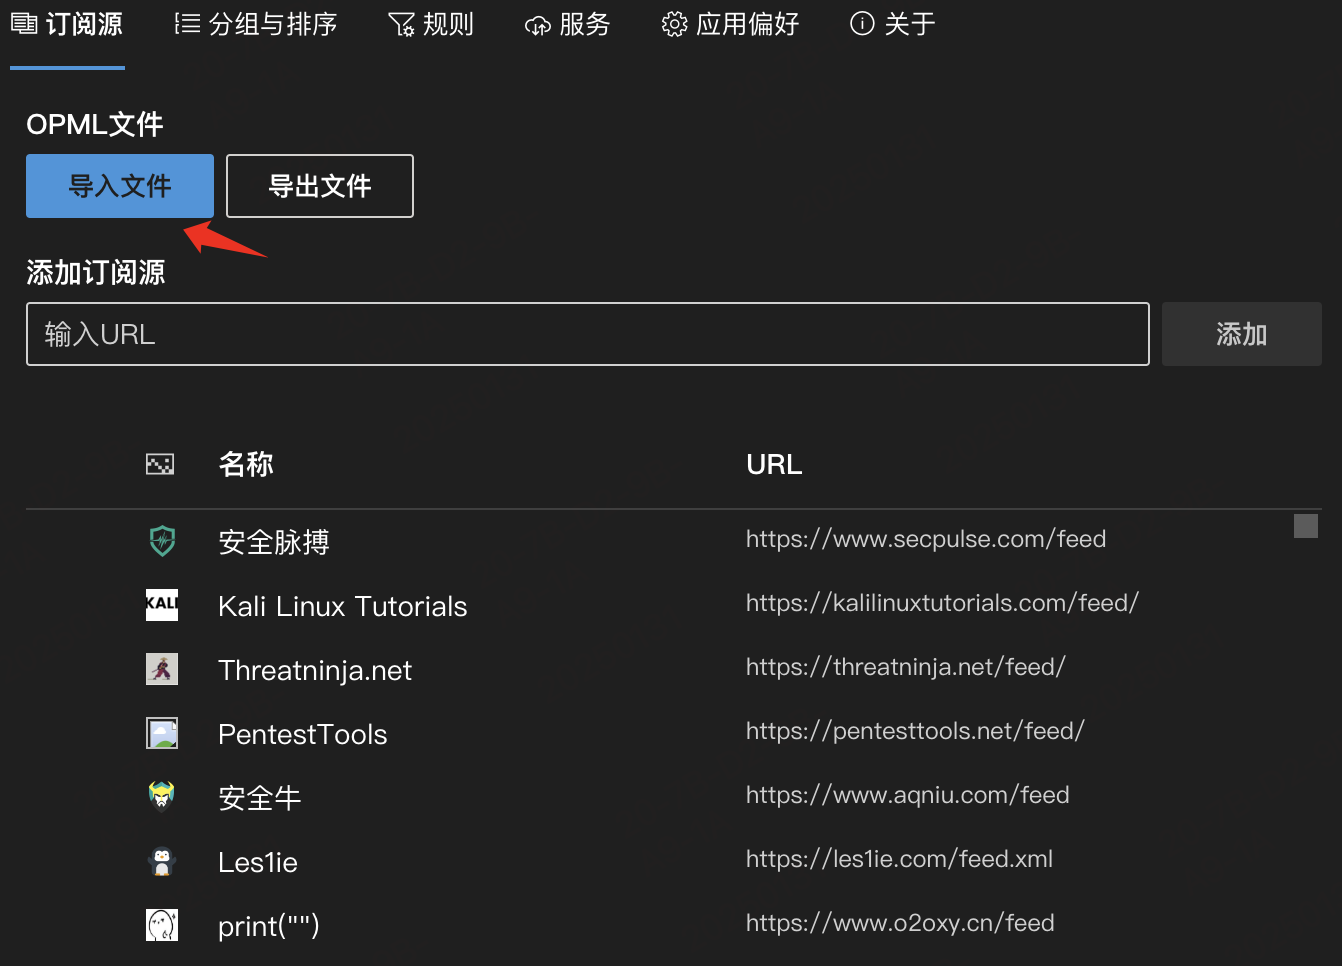 订阅源 分组与排序 规则 服务 应用偏好 关于
OPML文件
导入文件 导出文件
添加订阅源
输入URL 添加
名称 URL
安全脉搏 https://www.secpulse.com/feed
KALI Kali Linux Tutorials https://kalilinuxtutorials.com/feed/
Threatninja.net https://threatninja.net/feed/
PentestTools https://pentesttools.net/feed/
安全牛 https://www.aqniu.com/feed
Les1ie https://les1ie.com/feed.xml
print("") https://www.o2oxy.cn/feed